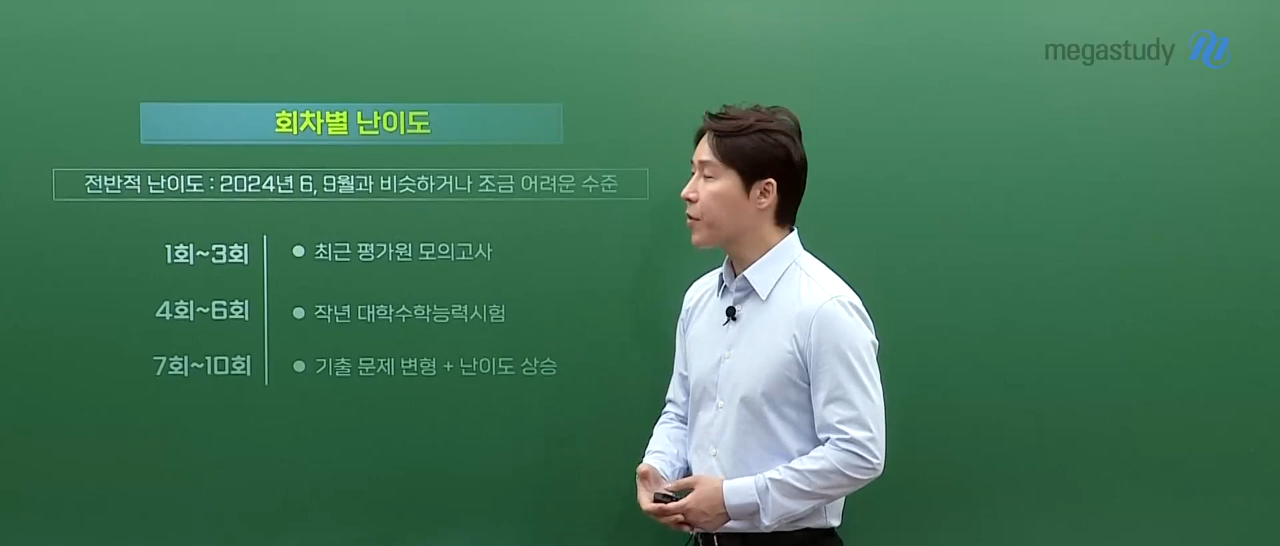 megastudy
회차별 난이도
전반적 난이도 : 2024년 6, 9월과 비슷하거나 조금 어려운 수준
1회~3회 ● 최근 평가원 모의고사
4회~6회 ● 작년 대학수학능력시험
7회~10회 ● 기출 문제 변형 + 난이도 상승